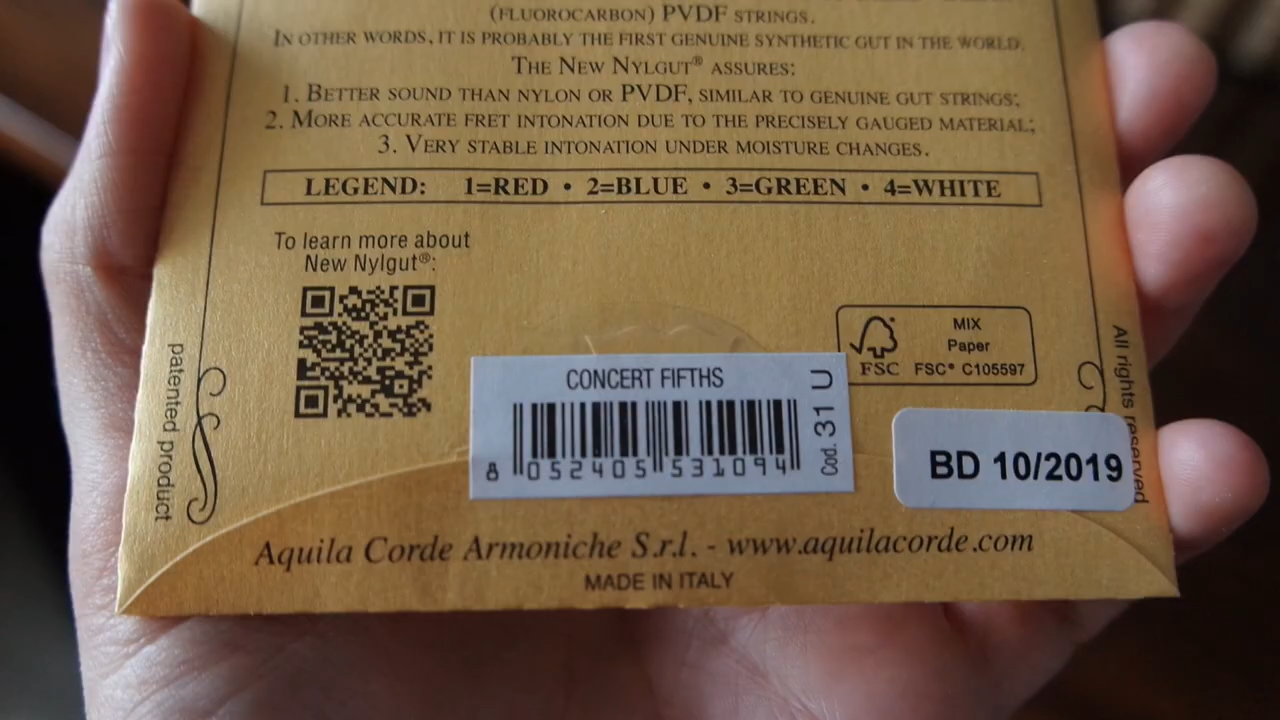 (FLUOROCARBON) PVDF STRINGS.
IN OTHER WORDS, IT IS PROBABLY THE FIRST GENUINE SYNTHETIC GUT IN THE WORLD.
THE NEW NYLGUT® ASSURES:
1. BETTER SOUND THAN NYLON OR PVDF, SIMILAR TO GENUINE GUT STRINGS;
2. MORE ACCURATE FRET INTONATION DUE TO THE PRECISELY GAUGED MATERIAL;
3. VERY STABLE INTONATION UNDER MOISTURE CHANGES.
LEGEND: 1=RED • 2=BLUE • 3=GREEN • 4=WHITE
To learn more about
New Nylgut®:
patented product
MIX
Paper
FSC
FSC® C105597
All rights reserved
CONCERT FIFTHS
8 052405 531094
Cod. 31 U
BD 10/2019
Aquila Corde Armoniche S.r.l. - www.aquilacorde.com
MADE IN ITALY